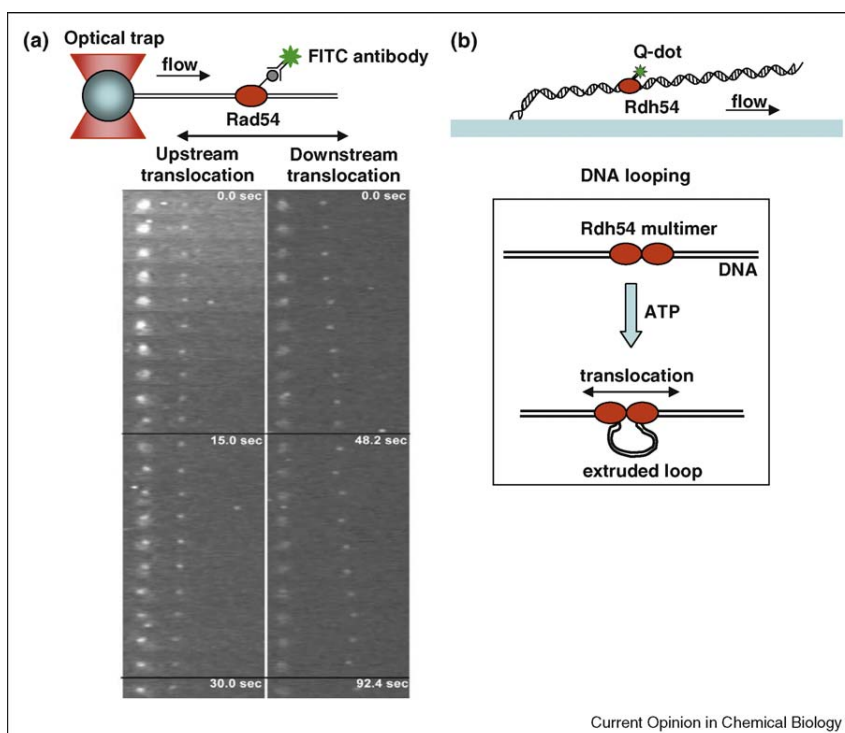 (a)
Optical trap
flow
FITC antibody
Rad54
Upstream
translocation
Downstream
translocation
0.0 sec
0.0 sec
15.0 sec
48.2 sec
30.0 sec
92.4 sec
(b)
Q-dot
Rdh54
flow
DNA looping
Rdh54 multimer
DNA
ATP
translocation
extruded loop
Current Opinion in Chemical Biology